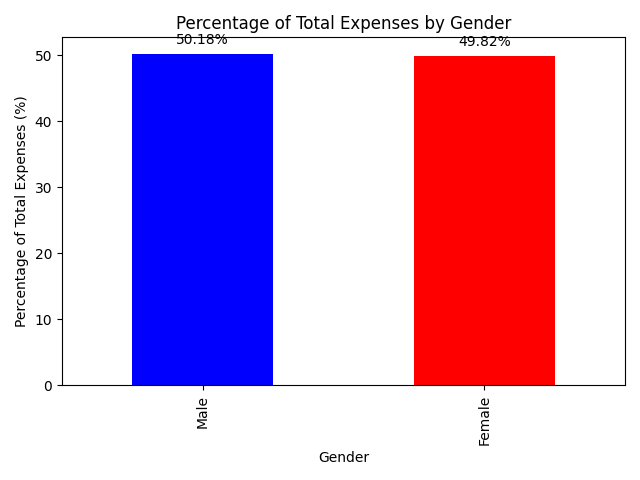 Percentage of Total Expenses by Gender
50.18%
49.82%
Percentage of Total Expenses (%)
50
40
30
20
10
0
Male
Female
Gender